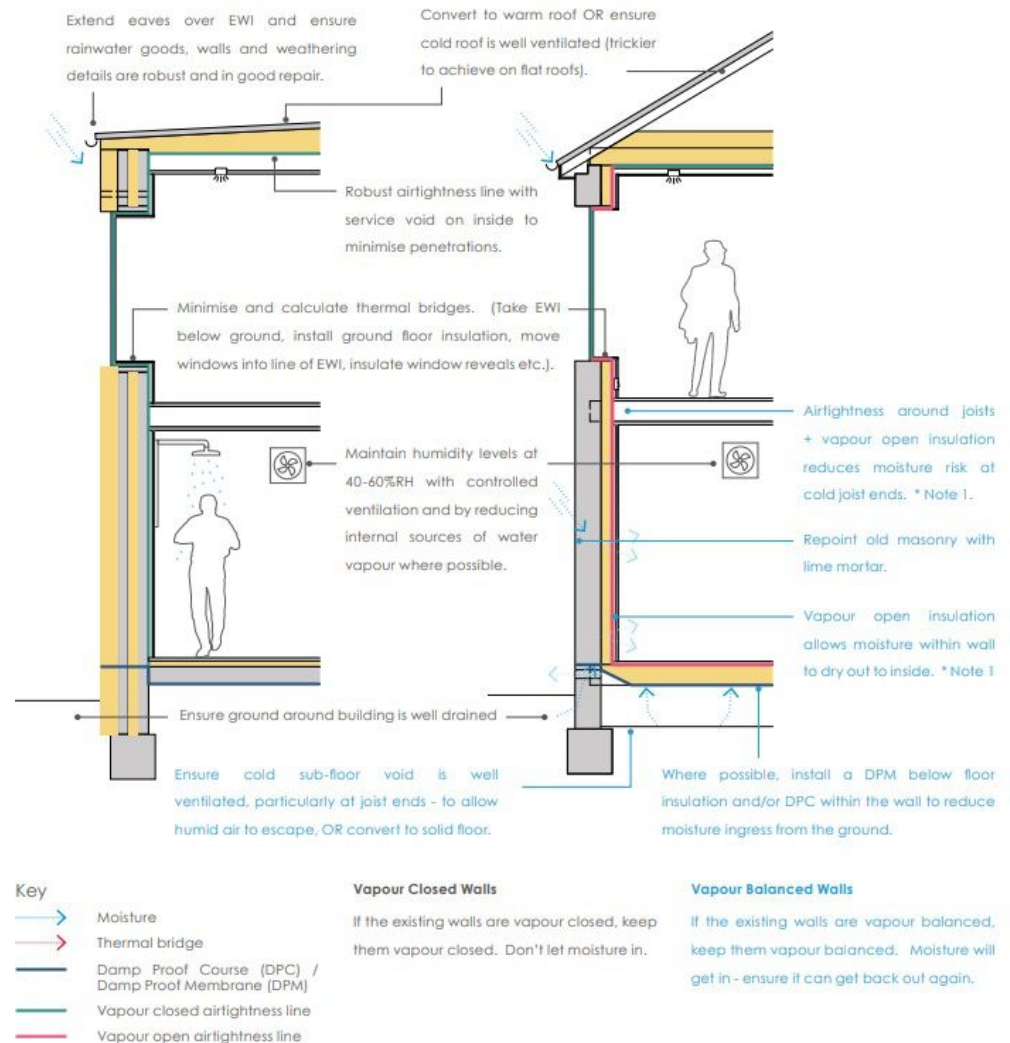 Extend eaves over EWI and ensure
rainwater goods, walls and weathering
details are robust and in good repair.
Convert to warm roof OR ensure
cold roof is well ventilated (trickier
to achieve on flat roofs).
Robust airtightness line with
service void on inside to
minimise penetrations.
Minimise and calculate thermal bridges. (Take EWI
below ground, install ground floor insulation, move
windows into line of EWI, insulate window reveals etc.).
Maintain humidity levels at
40-60%RH with controlled
ventilation and by reducing
internal sources of water
vapour where possible.
Airtightness around joists
+ vapour open insulation
reduces moisture risk at
cold joist ends. * Note 1.
Repoint old masonry with
lime mortar.
Vapour open insulation
allows moisture within wall
to dry out to inside. * Note 1
Ensure ground around building is well drained
Ensure cold sub-floor void is well
ventilated, particularly at joist ends - to allow
humid air to escape, OR convert to solid floor.
Where possible, install a DPM below floor
insulation and/or DPC within the wall to reduce
moisture ingress from the ground.
Key
Moisture
Thermal bridge
Damp Proof Course (DPC) /
Damp Proof Membrane (DPM)
Vapour closed airtightness line
Vapour open airtightness line
Vapour Closed Walls
If the existing walls are vapour closed, keep
them vapour closed. Don't let moisture in.
Vapour Balanced Walls
If the existing walls are vapour balanced,
keep them vapour balanced. Moisture will
get in - ensure it can get back out again.